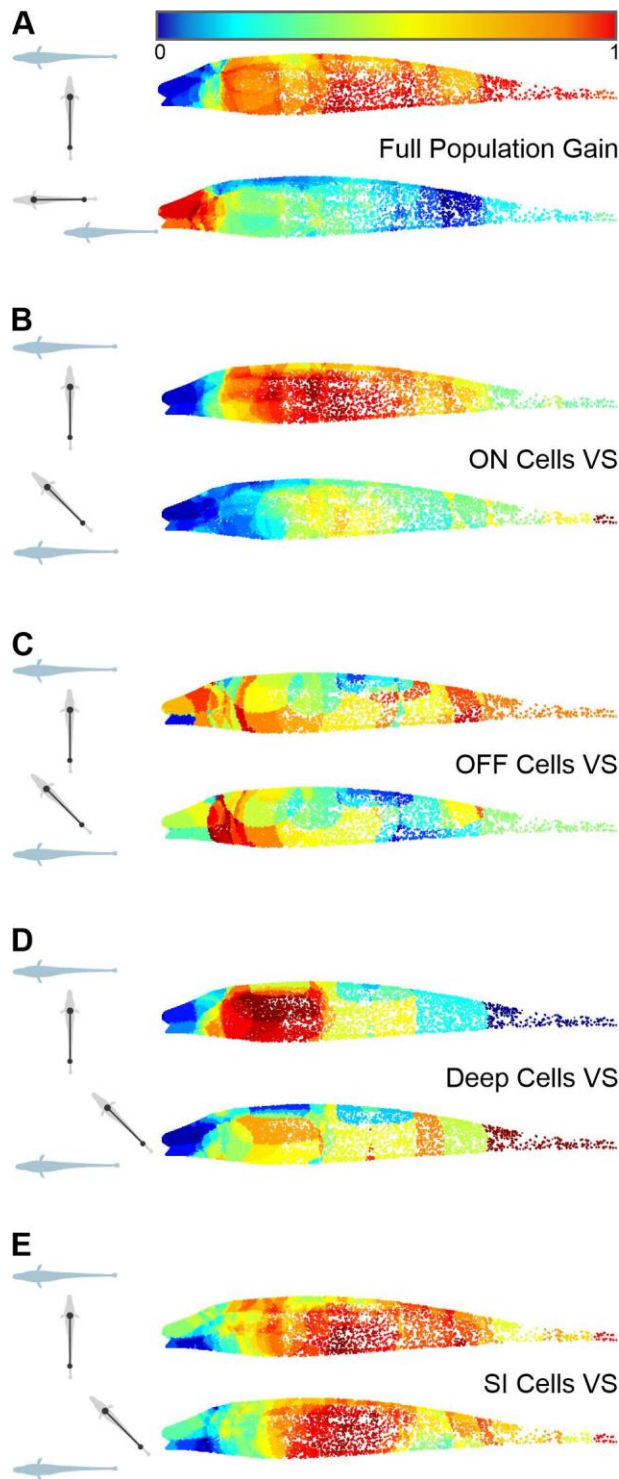 A
0 1
Full Population Gain
B
ON Cells VS
C
OFF Cells VS
D
Deep Cells VS
E
SI Cells VS